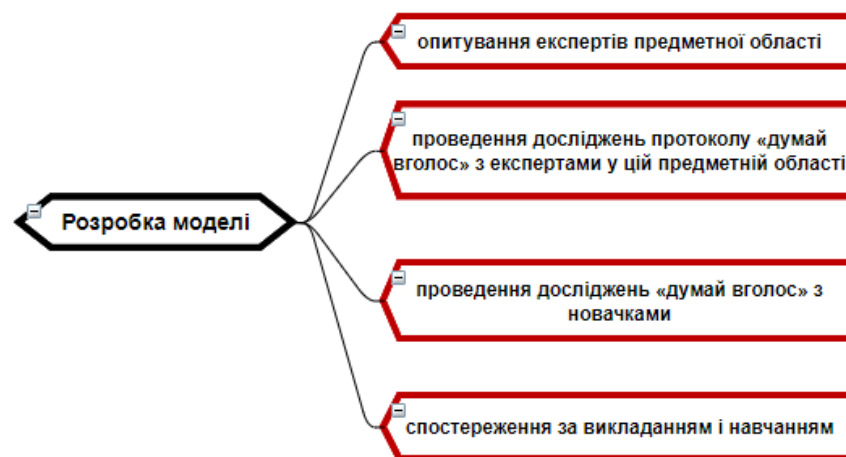 опитування експертів предметної області
проведення досліджень протоколу «думай
вголос» з експертами у цій предметній області
Розробка моделі
проведення досліджень «думай вголос» з
новачками
спостереження за викладанням і навчанням